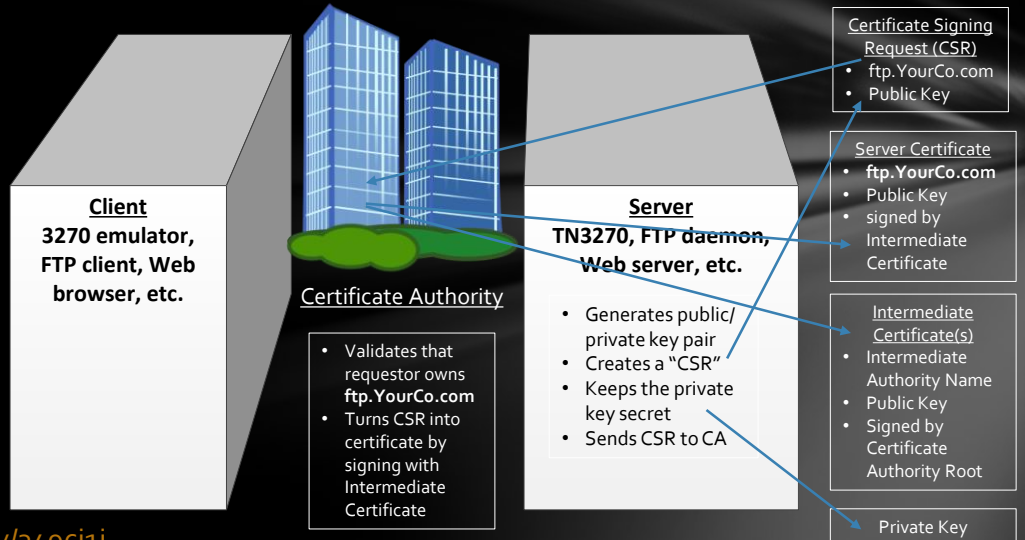 Client
3270 emulator,
FTP client, Web
browser, etc.
Certificate Authority
• Validates that
requestor owns
ftp.YourCo.com
• Turns CSR into
certificate by
signing with
Intermediate
Certificate
Server
TN3270, FTP daemon,
Web server, etc.
• Generates public/
private key pair
• Creates a “CSR”
• Keeps the private
key secret
• Sends CSR to CA
Certificate Signing
Request (CSR)
• ftp.YourCo.com
• Public Key
Server Certificate
• ftp.YourCo.com
• Public Key
• signed by
• Intermediate
Certificate
Intermediate
Certificate(s)
• Intermediate
Authority Name
• Public Key
• Signed by
Certificate
Authority Root
Private Key